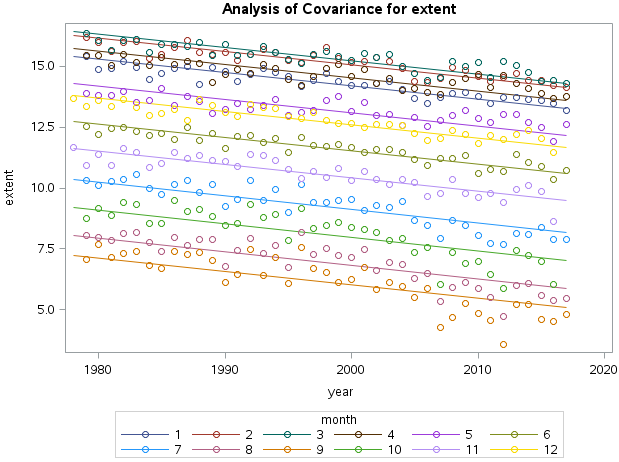 Analysis of Covariance for extent
extent
15.0
12.5
10.0
7.5
5.0
1980 1990 2000 2010 2020
year
month
1 2 3 4 5 6
7 8 9 10 11 12